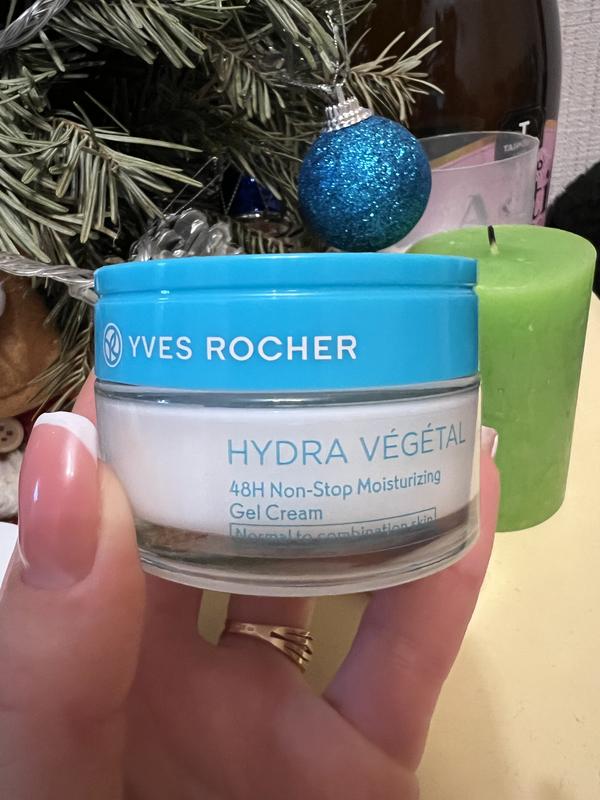 YVES ROCHER
HYDRA VÉGÉTAL
48H Non-Stop Moisturizing
Gel Cream
Normal to combination skin